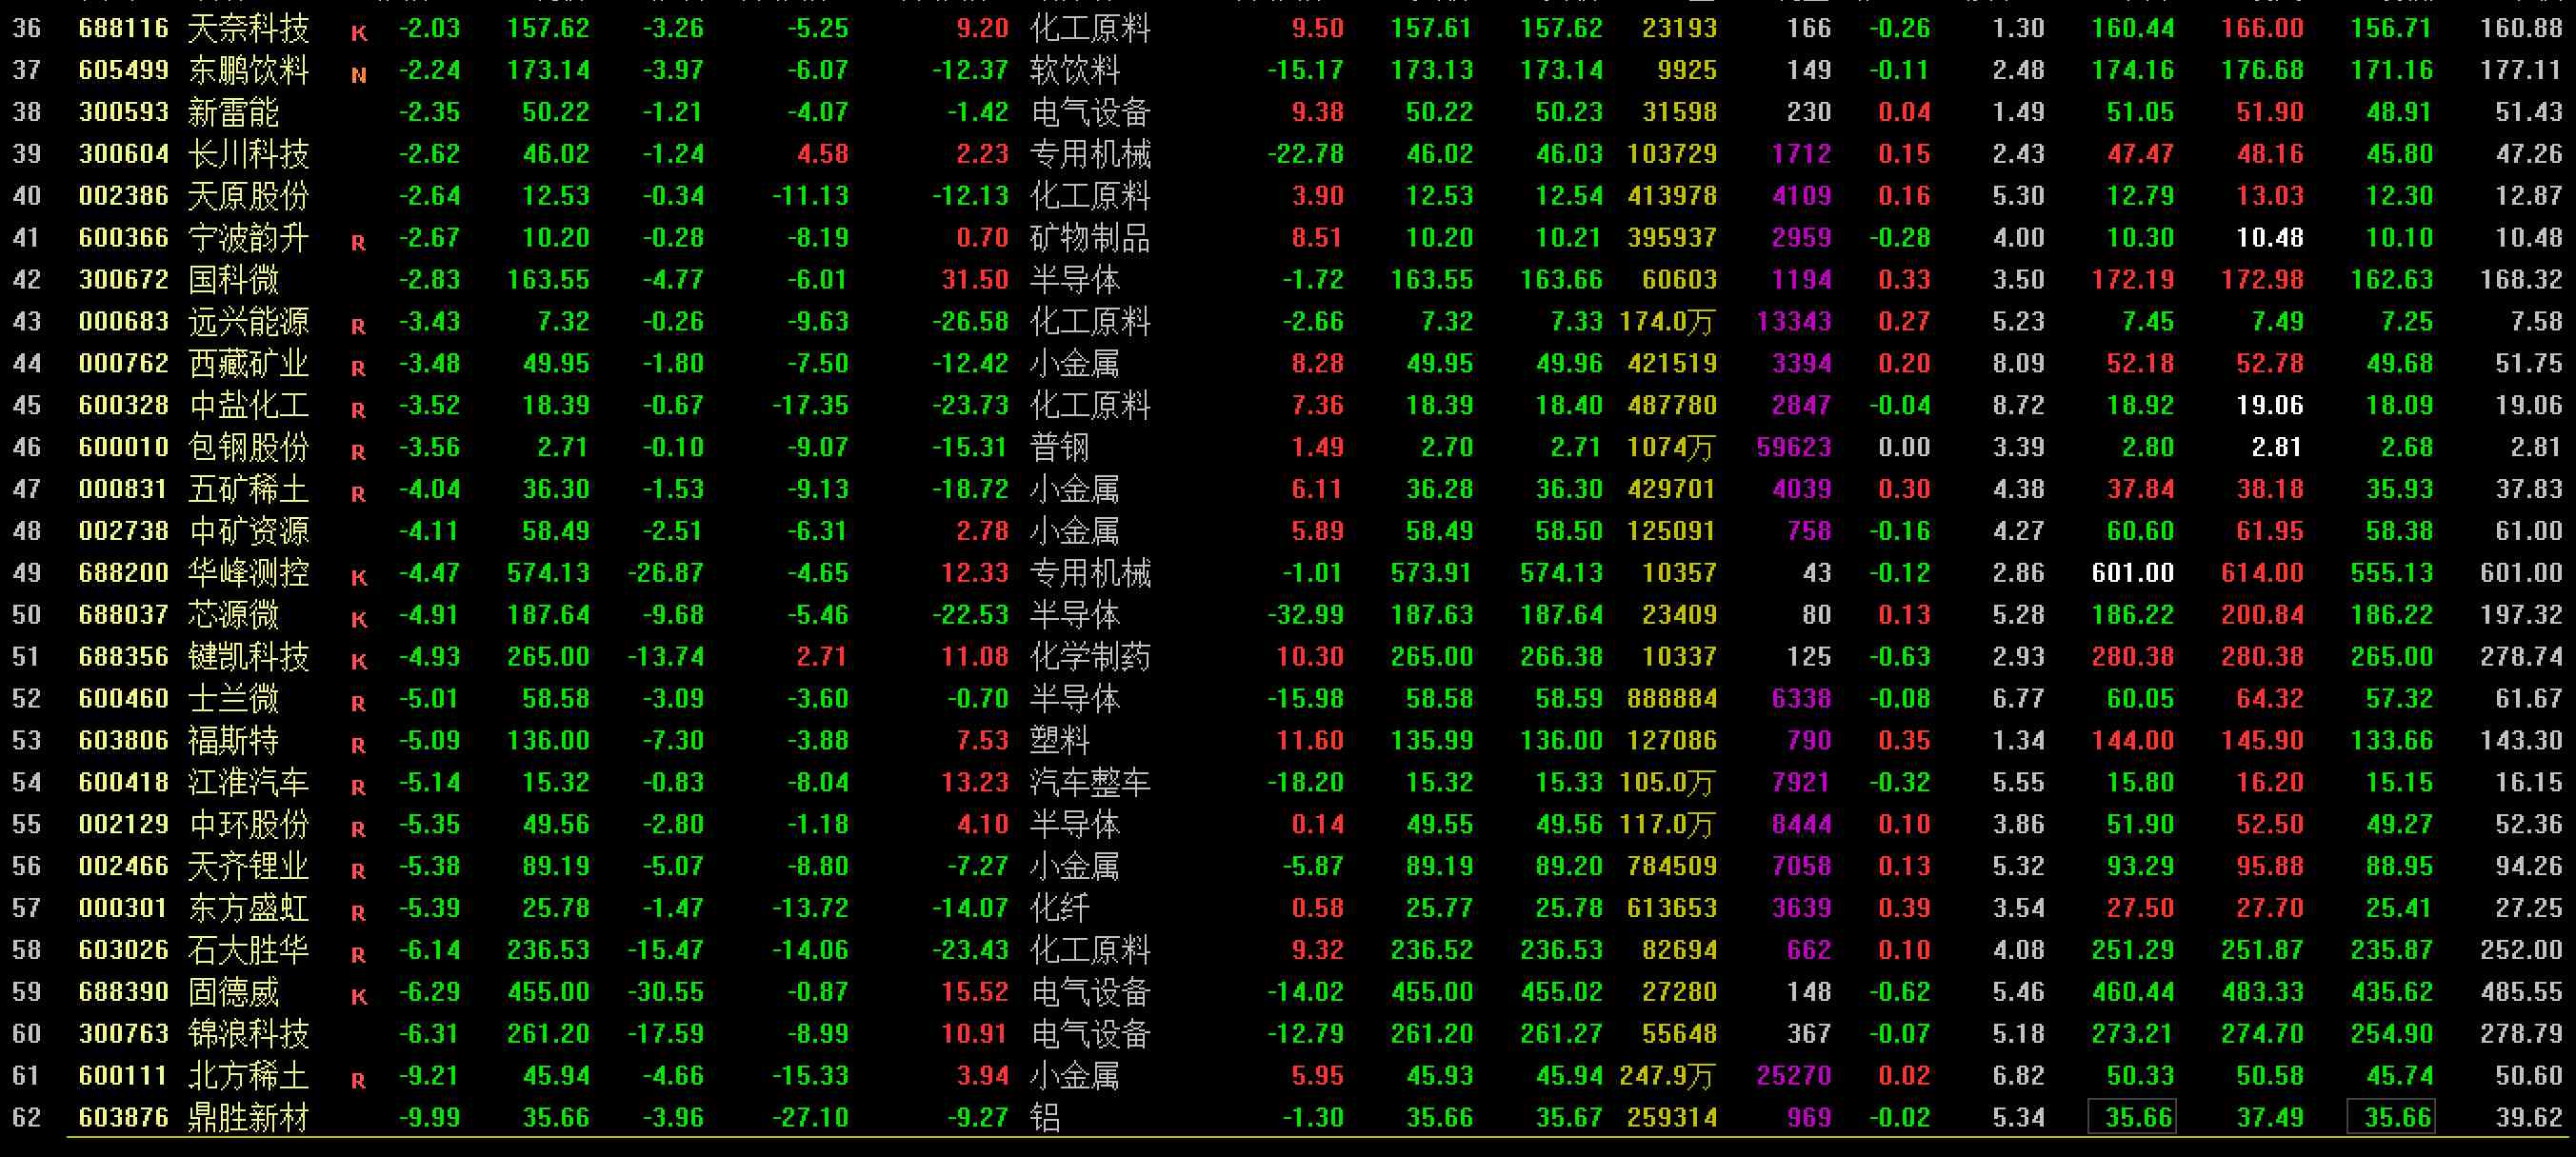 36 688116 天奈科技 K -2.03 157.62 -3.26 -5.25 9.20 化工原料 9.50 157.61 157.62 23193 166 -0.26 1.30 160.44 166.00 156.71 160.88
37 605499 东鹏饮料 N -2.24 173.14 -3.97 -6.07 -12.37 软饮料 -15.17 173.13 173.14 9925 149 -0.11 2.48 174.16 176.68 171.16 177.11
38 300593 新雷能 -2.35 50.22 -1.21 -4.07 -1.42 电气设备 9.38 50.22 50.23 31598 230 0.04 1.49 51.05 51.90 48.91 51.43
39 300604 长川科技 -2.62 46.02 -1.24 4.58 2.23 专用机械 -22.78 46.02 46.03 103729 1712 0.15 2.43 47.47 48.16 45.80 47.26
40 002386 天原股份 -2.64 12.53 -0.34 -11.13 -12.13 化工原料 3.90 12.53 12.54 413978 4109 0.16 5.30 12.79 13.03 12.30 12.87
41 600366 宁波韵升 R -2.67 10.20 -0.28 -8.19 0.70 矿物制品 8.51 10.20 10.21 395937 2959 -0.28 4.00 10.30 10.48 10.10 10.48
42 300672 国科微 -2.83 163.55 -4.77 -6.01 31.50 半导体 -1.72 163.55 163.66 60603 1194 0.33 3.50 172.19 172.98 162.63 168.32
43 000683 远兴能源 R -3.43 7.32 -0.26 -9.63 -26.58 化工原料 -2.66 7.32 7.33 174.0万 13343 0.27 5.23 7.45 7.49 7.25 7.58
44 000762 西藏矿业 R -3.48 49.95 -1.80 -7.50 -12.42 小金属 8.28 49.95 49.96 421519 3394 0.20 8.09 52.18 52.78 49.68 51.75
45 600328 中盐化工 R -3.52 18.39 -0.67 -17.35 -23.73 化工原料 7.36 18.39 18.40 487780 2847 -0.04 8.72 18.92 19.06 18.09 19.06
46 600010 包钢股份 R -3.56 2.71 -0.10 -9.07 -15.31 普钢 1.49 2.70 2.71 1074万 59623 0.00 3.39 2.80 2.81 2.68 2.81
47 000831 五矿稀土 R -4.04 36.30 -1.53 -9.13 -18.72 小金属 6.11 36.28 36.30 429701 4039 0.30 4.38 37.84 38.18 35.93 37.83
48 002738 中矿资源 -4.11 58.49 -2.51 -6.31 2.78 小金属 5.89 58.49 58.50 125091 758 -0.16 4.27 60.60 61.95 58.38 61.00
49 688200 华峰测控 K -4.47 574.13 -26.87 -4.65 12.33 专用机械 -1.01 573.91 574.13 10357 43 -0.12 2.86 601.00 614.00 555.13 601.00
50 688037 芯源微 K -4.91 187.64 -9.68 -5.46 -22.53 半导体 -32.99 187.63 187.64 23409 80 0.13 5.28 186.22 200.84 186.22 197.32
51 688356 键凯科技 K -4.93 265.00 -13.74 2.71 11.08 化学制药 10.30 265.00 266.38 10337 125 -0.63 2.93 280.38 280.38 265.00 278.74
52 600460 士兰微 R -5.01 58.58 -3.09 -3.60 -0.70 半导体 -15.98 58.58 58.59 888884 6338 -0.08 6.77 60.05 64.32 57.32 61.67
53 603806 福斯特 R -5.09 136.00 -7.30 -3.88 7.53 塑料 11.60 135.99 136.00 127086 790 0.35 1.34 144.00 145.90 133.66 143.30
54 600418 江淮汽车 R -5.14 15.32 -0.83 -8.04 13.23 汽车整车 -18.20 15.32 15.33 105.0万 7921 -0.32 5.55 15.80 16.20 15.15 16.15
55 002129 中环股份 R -5.35 49.56 -2.80 -1.18 4.10 半导体 0.14 49.55 49.56 117.0万 8444 0.10 3.86 51.90 52.50 49.27 52.36
56 002466 天齐锂业 R -5.38 89.19 -5.07 -8.80 -7.27 小金属 -5.87 89.19 89.20 784509 7058 0.13 5.32 93.29 95.88 88.95 94.26
57 000301 东方盛虹 R -5.39 25.78 -1.47 -13.72 -14.07 化纤 0.58 25.77 25.78 613653 3639 0.39 3.54 27.50 27.70 25.41 27.25
58 603026 石大胜华 R -6.14 236.53 -15.47 -14.06 -23.43 化工原料 9.32 236.52 236.53 82694 662 0.10 4.08 251.29 251.87 235.87 252.00
59 688390 固德威 K -6.29 455.00 -30.55 -0.87 15.52 电气设备 -14.02 455.00 455.02 27280 148 -0.62 5.46 460.44 483.33 435.62 485.55
60 300763 锦浪科技 -6.31 261.20 -17.59 -8.99 10.91 电气设备 -12.79 261.20 261.27 55648 367 -0.07 5.18 273.21 274.70 254.90 278.79
61 600111 北方稀土 R -9.21 45.94 -4.66 -15.33 3.94 小金属 5.95 45.93 45.94 247.9万 25270 0.02 6.82 50.33 50.58 45.74 50.60
62 603876 鼎胜新材 -9.99 35.66 -3.96 -27.10 -9.27 铝 -1.30 35.66 35.67 259314 969 -0.02 5.34 35.66 37.49 35.66 39.62